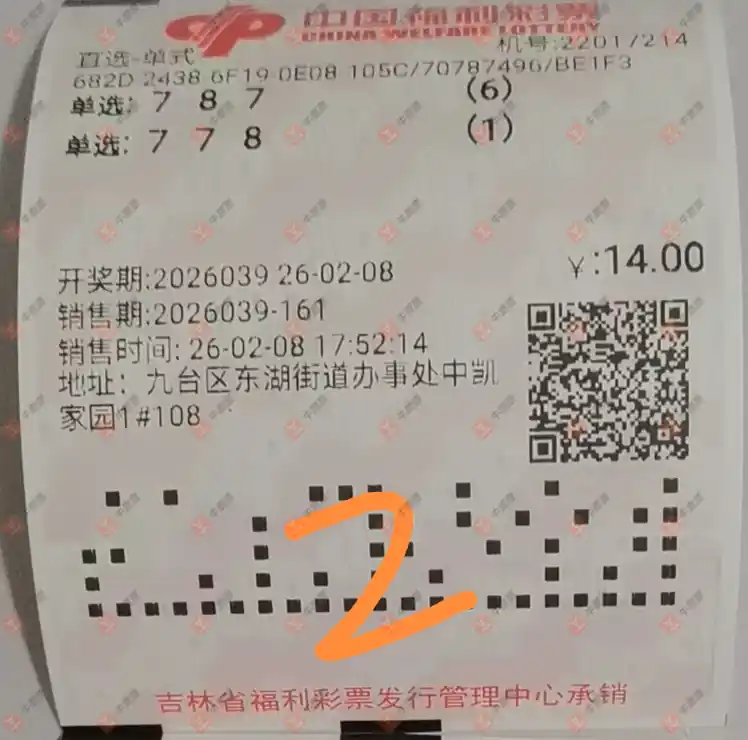 中国福利彩票
CHINA WELFARE LOTTERY
直选-单式
机号:22017214
682D 2438 6F19 0E08 105C/70787496/BE1F3
单选: 7 8 7 (6)
单选: 7 7 8 (1)
¥:14.00
开奖期:2026039 26-02-08
销售期:2026039-161
销售时间: 26-02-08 17:52:14
地址: 九台区东湖街道办事处中凯
家园1#108
2
吉林省福利彩票发行管理中心承销